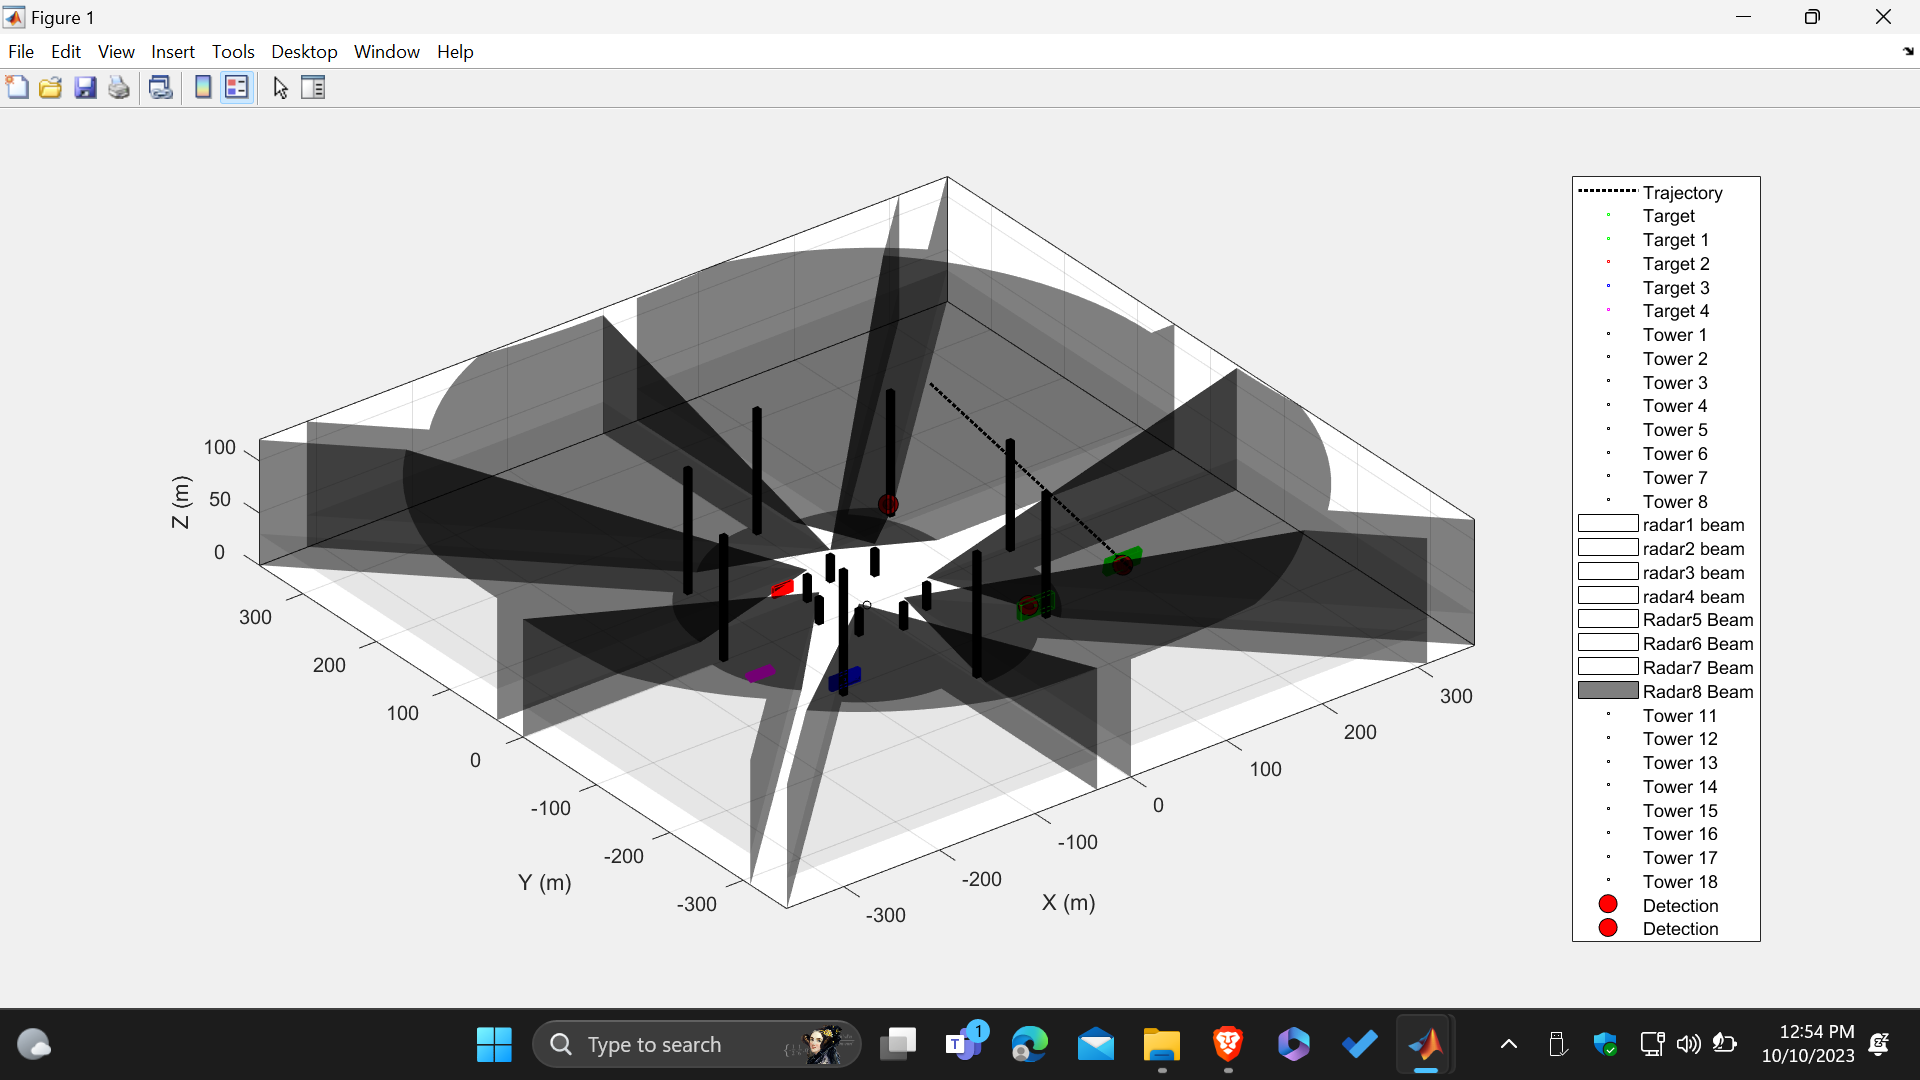 Figure 1
File Edit View Insert Tools Desktop Window Help
Trajectory
Target
Target 1
Target 2
Target 3
Target 4
Tower 1
Tower 2
Tower 3
Tower 4
Tower 5
Tower 6
Tower 7
Tower 8
radar1 beam
radar2 beam
radar3 beam
radar4 beam
Radar5 Beam
Radar6 Beam
Radar7 Beam
Radar8 Beam
Tower 11
Tower 12
Tower 13
Tower 14
Tower 15
Tower 16
Tower 17
Tower 18
Detection
Detection
Z (m)
100
50
0
300
200
100
0
-100
-200
-300
Y (m)
300
200
100
0
-100
-200
-300
X (m)
Type to search
T
1
12:54 PM
10/10/2023